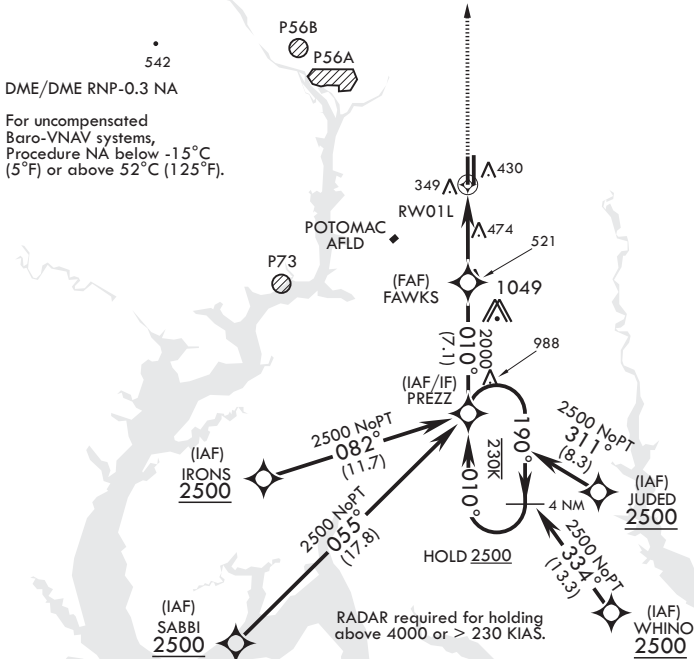 P56B
P56A
542
DME/DME RNP-0.3 NA
For uncompensated
Baro-VNAV systems,
Procedure NA below -15°C
(5°F) or above 52°C (125°F).
349
430
RW01L
474
POTOMAC
AFLD
521
P73
(FAF)
FAWKS
1049
010°
2000
(7.1)
988
(IAF/IF)
PREZZ
2500 NoPT
082°
(11.7)
(IAF)
IRONS
2500
190°
230K
010°
2500 NoPT
311°
(8.3)
(IAF)
JUDED
2500
4 NM
2500 NoPT
055°
(17.8)
HOLD 2500
2500 NoPT
334°
(13.3)
(IAF)
SABBI
2500
RADAR required for holding
above 4000 or > 230 KIAS.
(IAF)
WHINO
2500